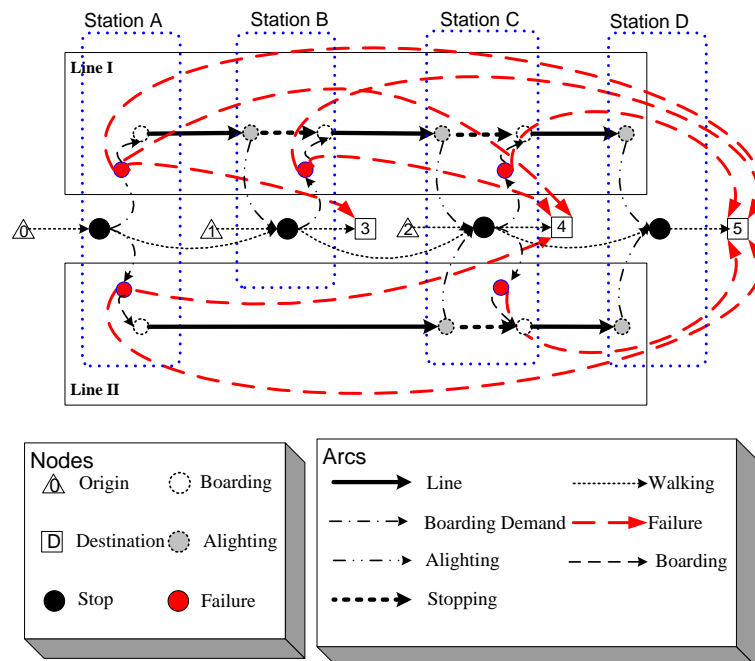 Station A
Station B
Station C
Station D
Line I
0
1
3
2
4
5
Line II
Nodes
0 Origin
Boarding
D Destination
Alighting
Stop
Failure
Arcs
Line
Walking
Boarding Demand
Failure
Alighting
Boarding
Stopping